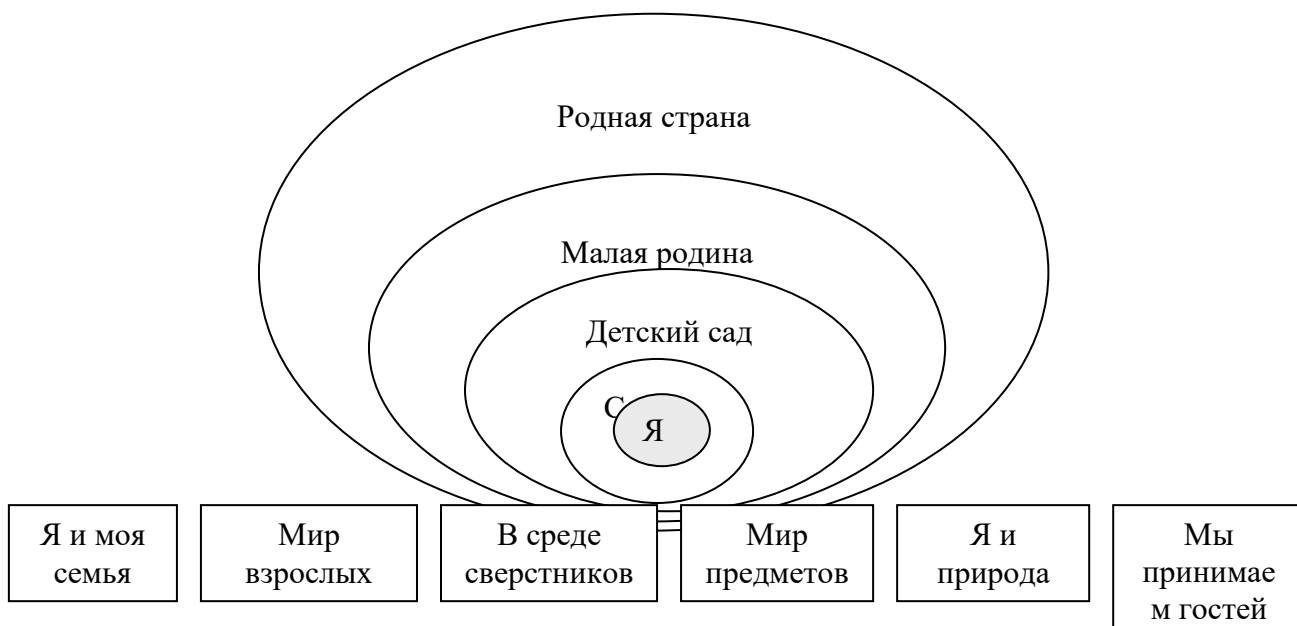 Родная страна
Малая родина
Детский сад
С
Я
Я и моя
семья
Мир
взрослых
В среде
сверстников
Мир
предметов
Я и
природа
Мы
принимае
м гостей